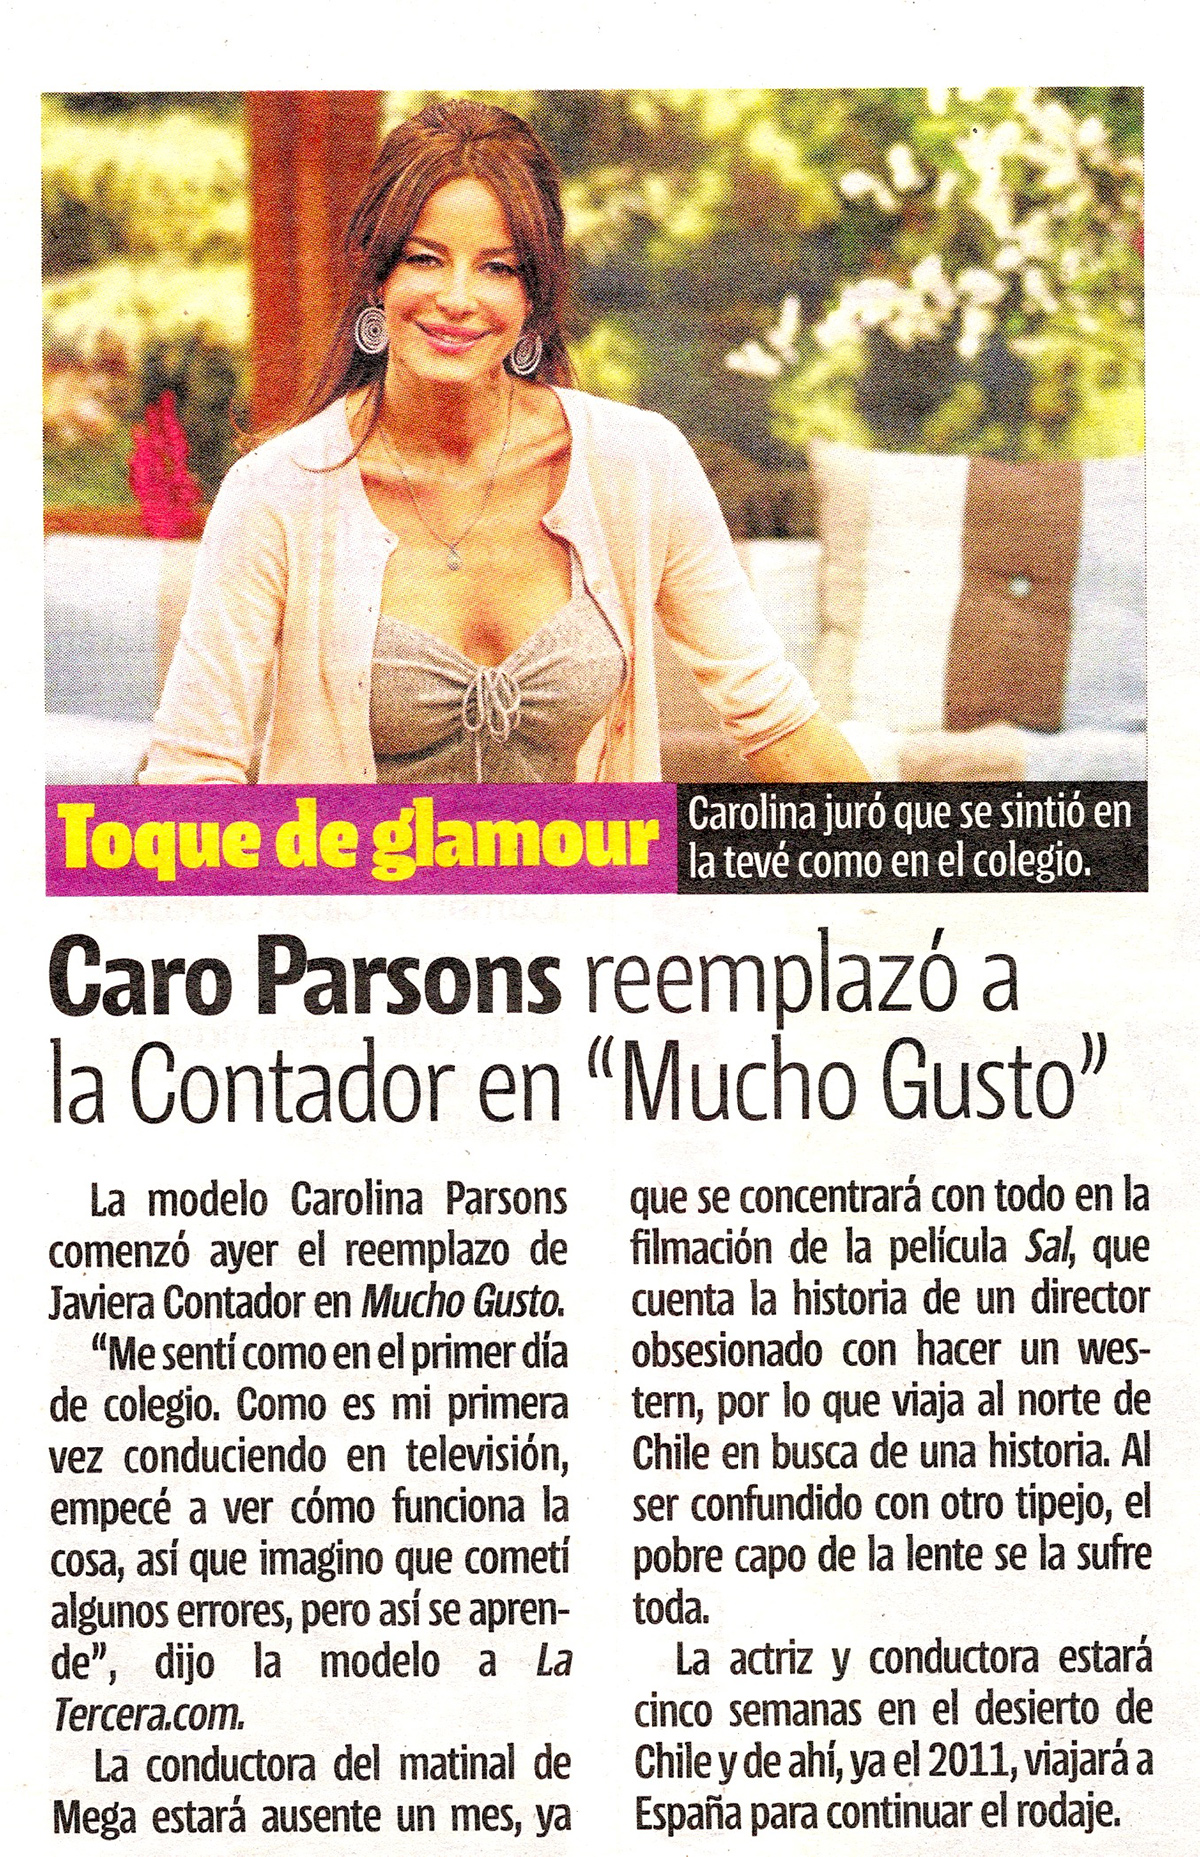 Toque de glamour
Carolina juró que se sintió en
la tevé como en el colegio.
Caro Parsons reemplazó a
la Contador en “Mucho Gusto”
La modelo Carolina Parsons
comenzó ayer el reemplazo de
Javiera Contador en Mucho Gusto.
“Me sentí como en el primer día
de colegio. Como es mi primera
vez conduciendo en televisión,
empecé a ver cómo funciona la
cosa, así que imagino que cometí
algunos errores, pero así se apren-
de”, dijo la modelo a La
Tercera.com.
La conductora del matinal de
Mega estará ausente un mes, ya
que se concentrará con todo en la
filmación de la película Sal, que
cuenta la historia de un director
obsesionado con hacer un wes-
tern, por lo que viaja al norte de
Chile en busca de una historia. Al
ser confundido con otro tipejo, el
pobre capo de la lente se la sufre
toda.
La actriz y conductora estará
cinco semanas en el desierto de
Chile y de ahí, ya el 2011, viajará a
España para continuar el rodaje.